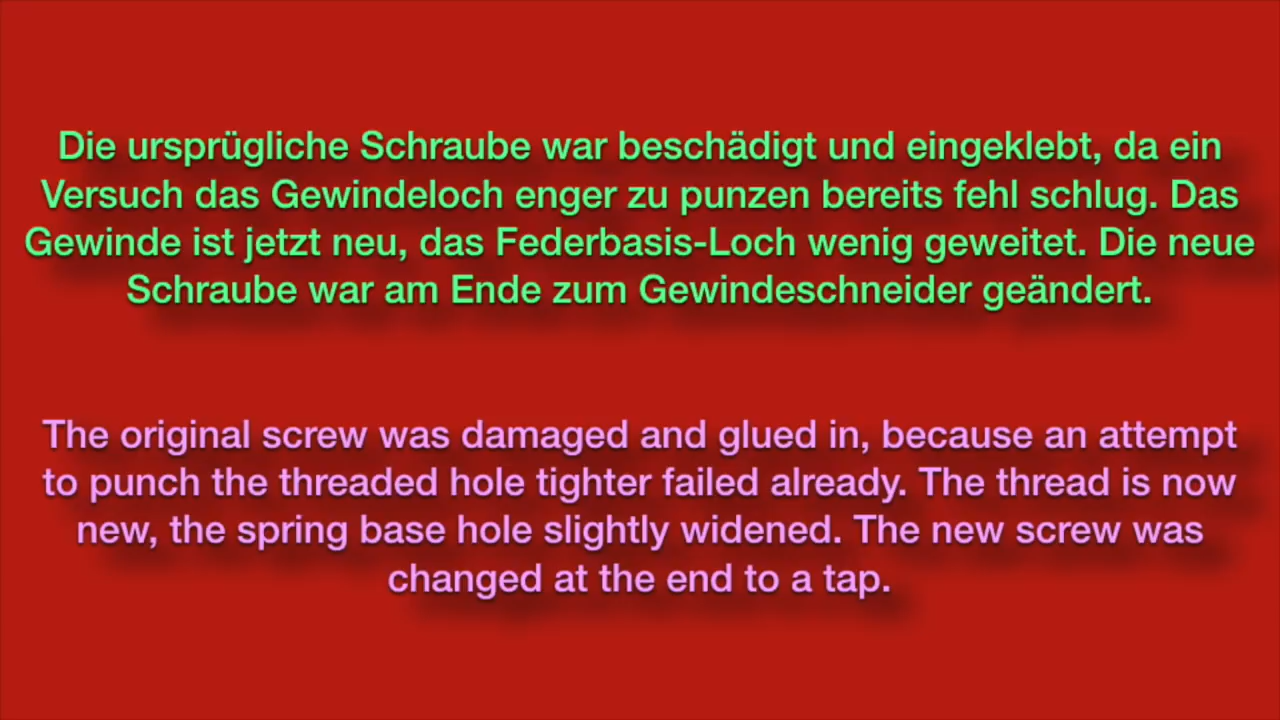 Die ursprügliche Schraube war beschädigt und eingeklebt, da ein
Versuch das Gewindeloch enger zu punzen bereits fehl schlug. Das
Gewinde ist jetzt neu, das Federbasis-Loch wenig geweitet. Die neue
Schraube war am Ende zum Gewindeschneider geändert.
The original screw was damaged and glued in, because an attempt
to punch the threaded hole tighter failed already. The thread is now
new, the spring base hole slightly widened. The new screw was
changed at the end to a tap.